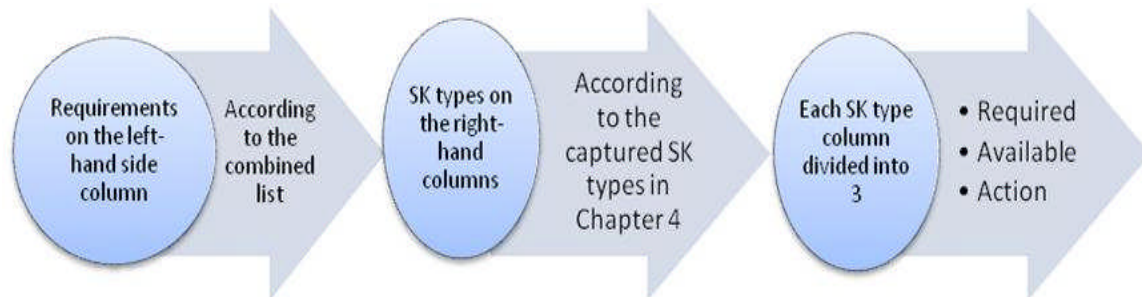 Requirements
on the left-
hand side
column
According
to the
combined
list
SK types on
the right-
hand
columns
According
to the
captured SK
types in
Chapter 4
Each SK type
column
divided into
3
• Required
• Available
• Action